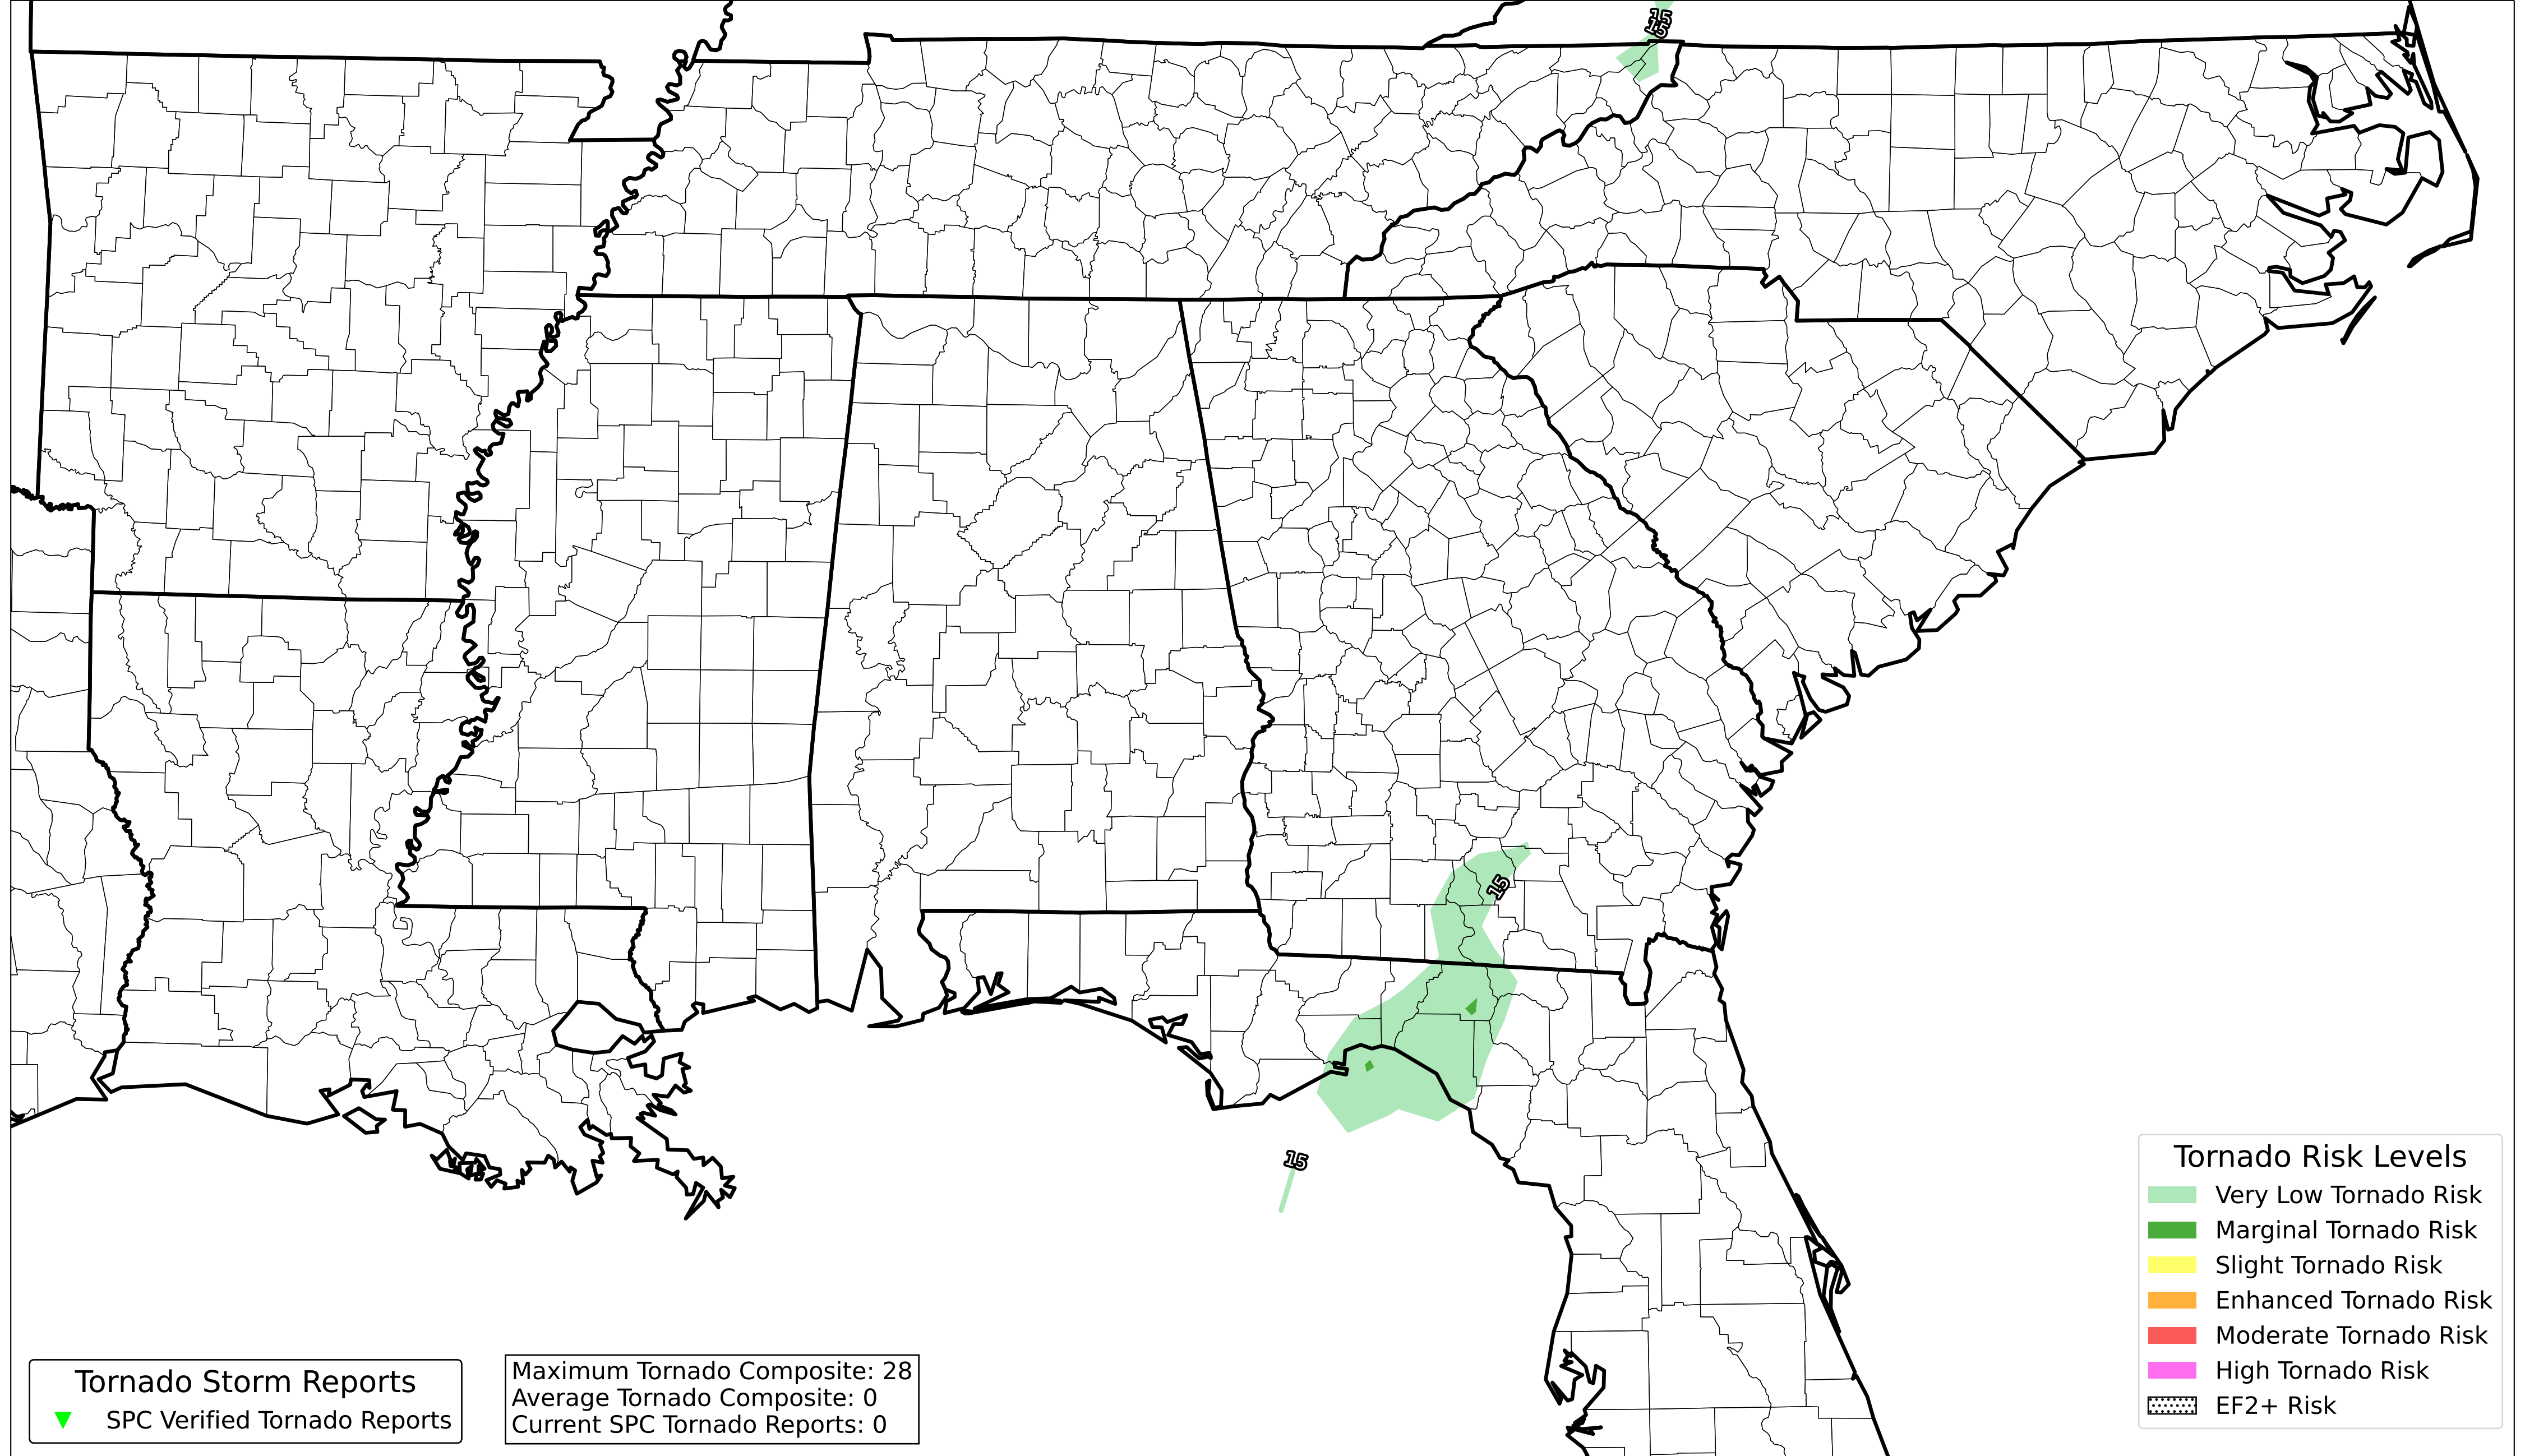 15
15
15
15
Tornado Risk Levels
Very Low Tornado Risk
Marginal Tornado Risk
Slight Tornado Risk
Enhanced Tornado Risk
Moderate Tornado Risk
High Tornado Risk
EF2+ Risk
Tornado Storm Reports
SPC Verified Tornado Reports
Maximum Tornado Composite: 28
Average Tornado Composite: 0
Current SPC Tornado Reports: 0